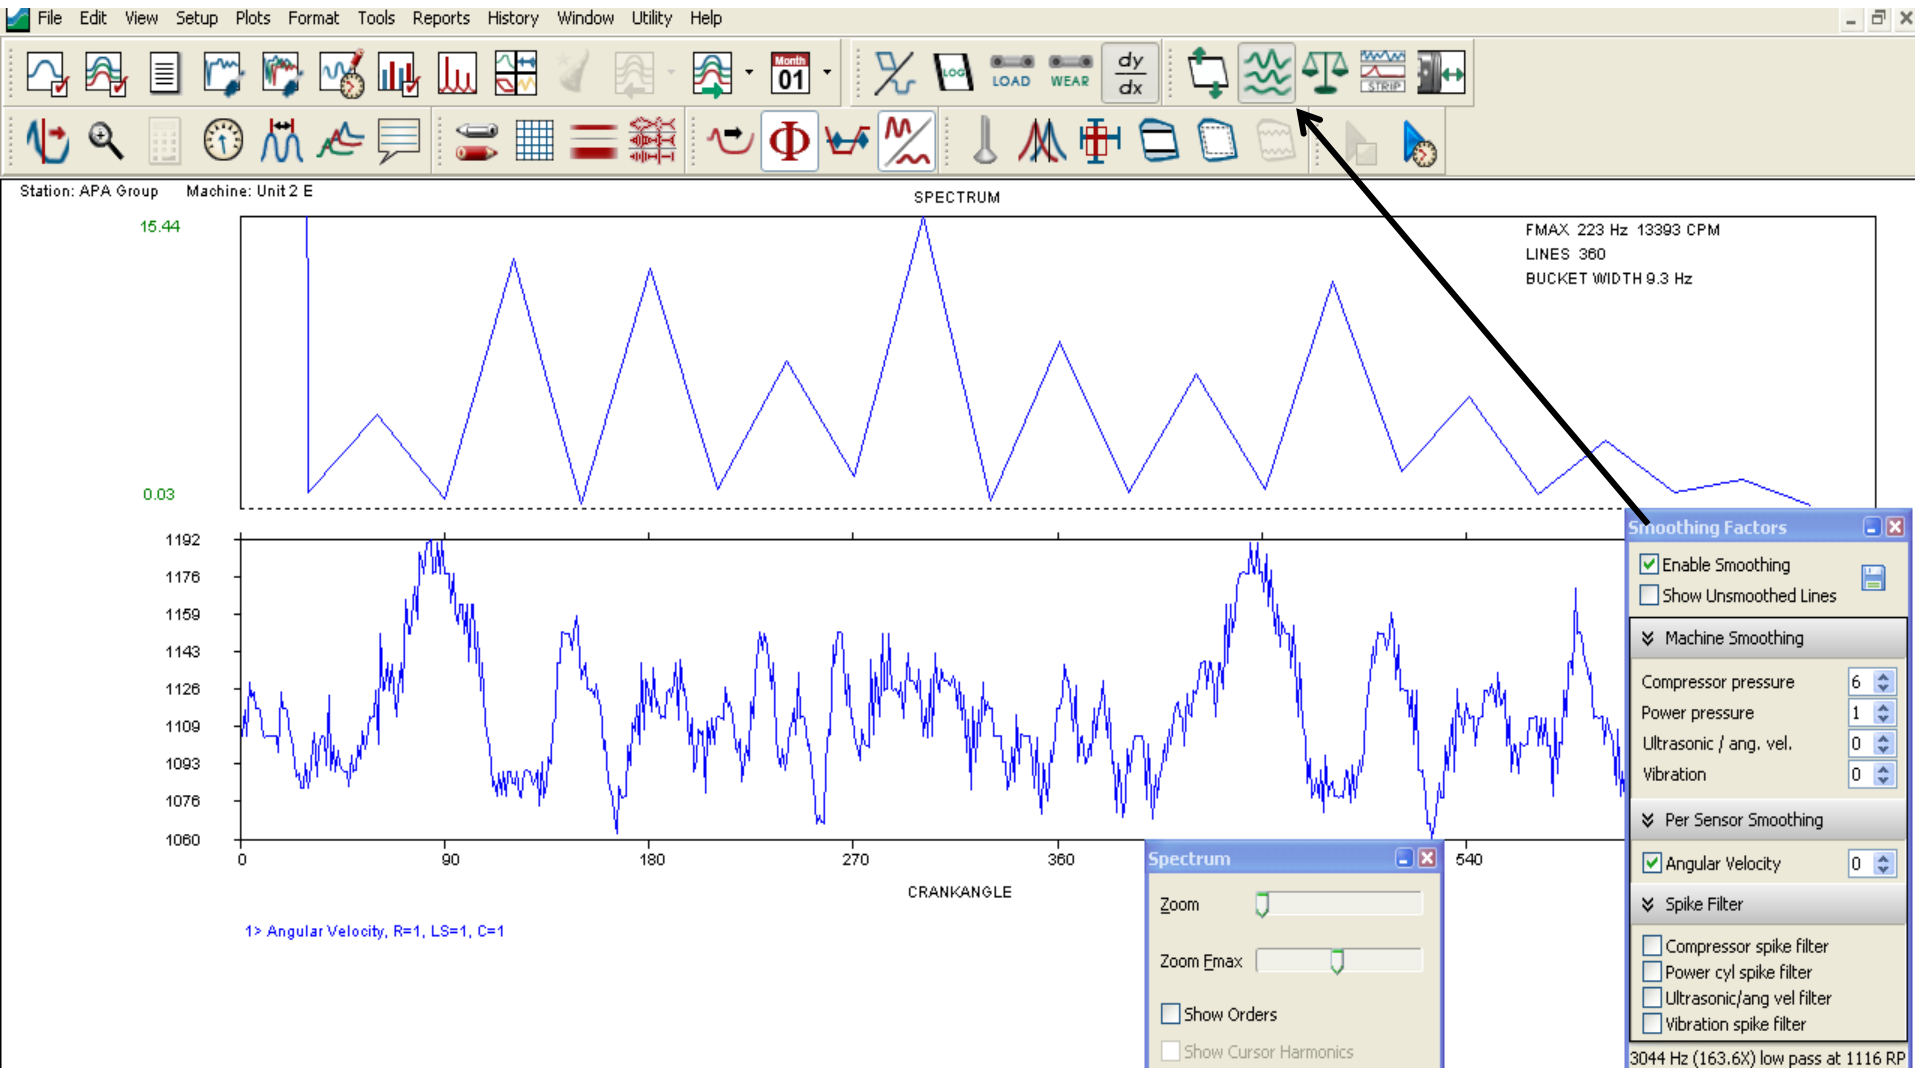 File Edit View Setup Plots Format Tools Reports History Window Utility Help
Month
01
LOG
LOAD
WEAR
dy
dx
STRIP
Φ
Station: APA Group Machine: Unit 2 E
SPECTRUM
15.44
FMAX 223 Hz 13393 CPM
LINES 360
BUCKET WIDTH 9.3 Hz
0.03
1192
1176
1159
1143
1126
1109
1093
1076
1060
0 90 180 270 360 540
CRANKANGLE
1> Angular Velocity, R=1, LS=1, C=1
Spectrum
Zoom
Zoom Fmax
Show Orders
Show Cursor Harmonics
Smoothing Factors
Enable Smoothing
Show Unsmoothed Lines
Machine Smoothing
Compressor pressure 6
Power pressure 1
Ultrasonic / ang. vel. 0
Vibration 0
Per Sensor Smoothing
Angular Velocity 0
Spike Filter
Compressor spike filter
Power cyl spike filter
Ultrasonic/ang vel filter
Vibration spike filter
3044 Hz (163.6X) low pass at 1116 RP